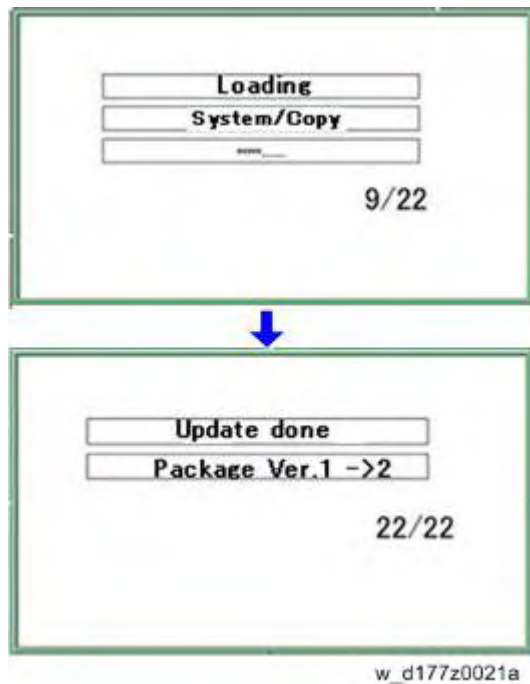 Loading
System/Copy
9/22
Update done
Package Ver.1 ->2
22/22
w_d177z0021a